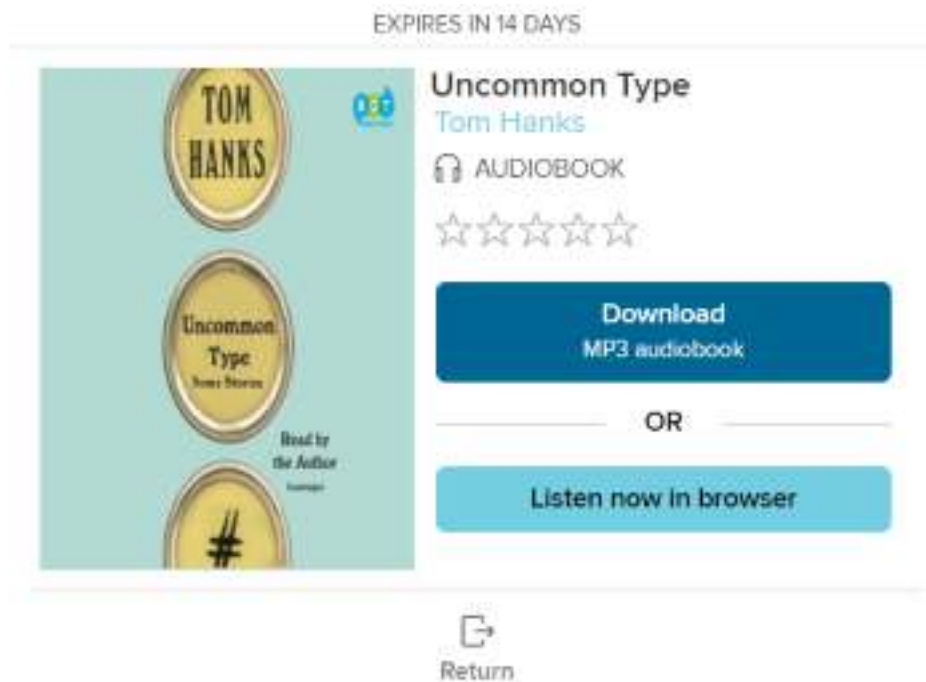 EXPIRES IN 14 DAYS
TOM
HANKS
Uncommon
Type
Some Stories
Read by
the Author
#
Uncommon Type
Tom Hanks
AUDIOBOOK
Download
MP3 audiobook
OR
Listen now in browser
Return